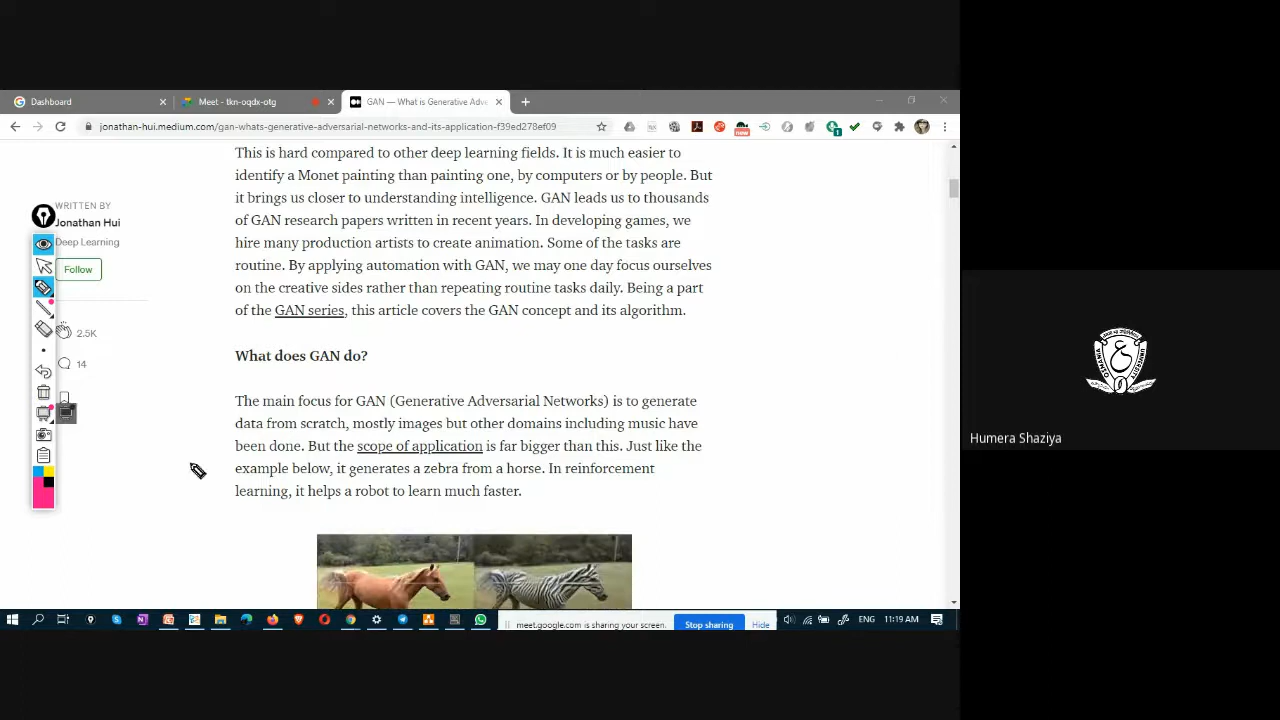 Dashboard
Meet - tkn-oqdx-otg
GAN — What is Generative Adve
jonathan-hui.medium.com/gan-whats-generative-adversarial-networks-and-its-application-f39ed278ef09
new
1
This is hard compared to other deep learning fields. It is much easier to
identify a Monet painting than painting one, by computers or by people. But
it brings us closer to understanding intelligence. GAN leads us to thousands
of GAN research papers written in recent years. In developing games, we
hire many production artists to create animation. Some of the tasks are
routine. By applying automation with GAN, we may one day focus ourselves
on the creative sides rather than repeating routine tasks daily. Being a part
of the GAN series, this article covers the GAN concept and its algorithm.
WRITTEN BY
Jonathan Hui
Deep Learning
Follow
2.5K
14
What does GAN do?
The main focus for GAN (Generative Adversarial Networks) is to generate
data from scratch, mostly images but other domains including music have
been done. But the scope of application is far bigger than this. Just like the
example below, it generates a zebra from a horse. In reinforcement
learning, it helps a robot to learn much faster.
meet.google.com is sharing your screen.
Stop sharing
Hide
ENG
11:19 AM
Humera Shaziya